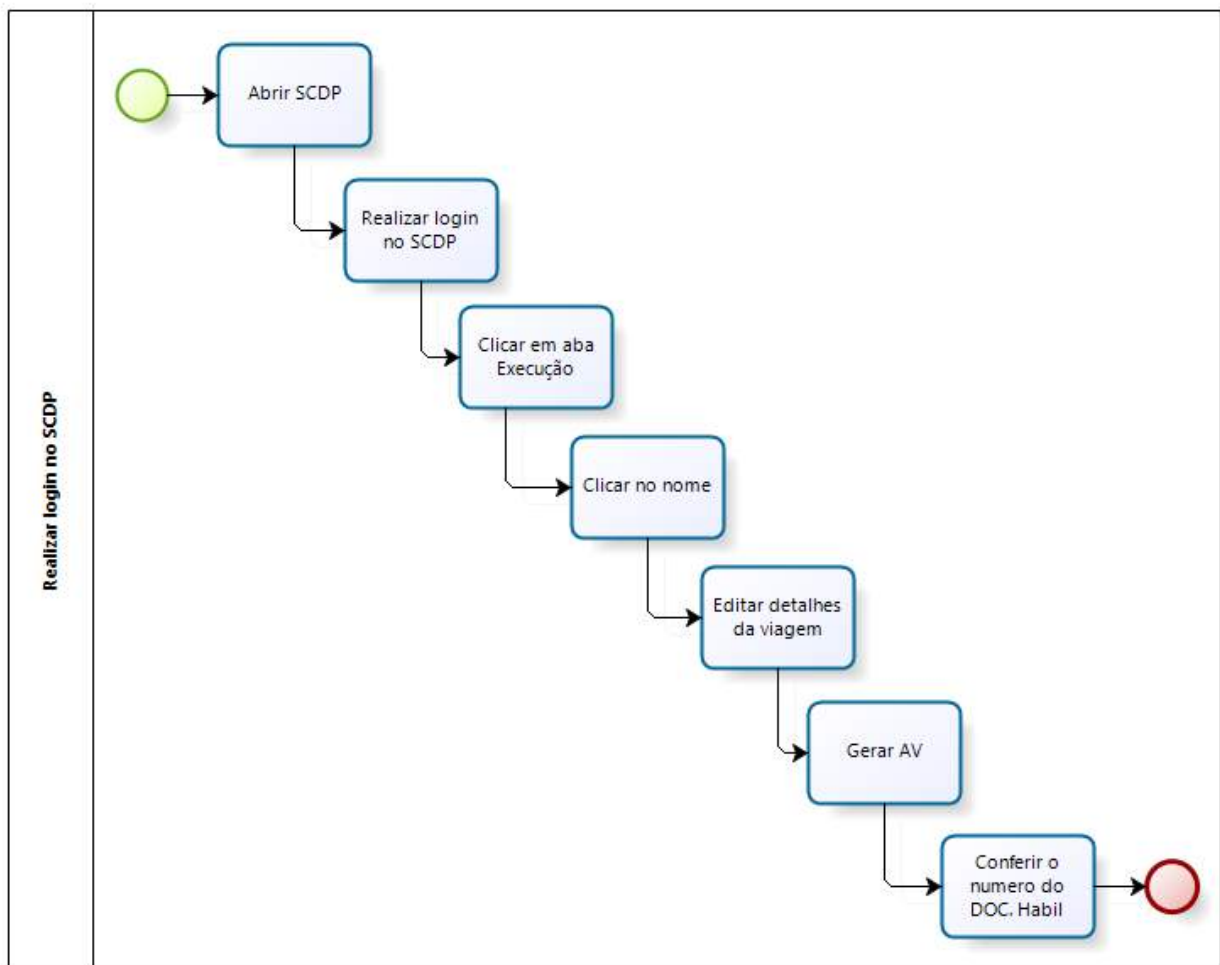 Realizar login no SCDP
Abrir SCDP
Realizar login
no SCDP
Clicar em aba
Execução
Clicar no nome
Editar detalhes
da viagem
Gerar AV
Conferir o
numero do
DOC. Habil